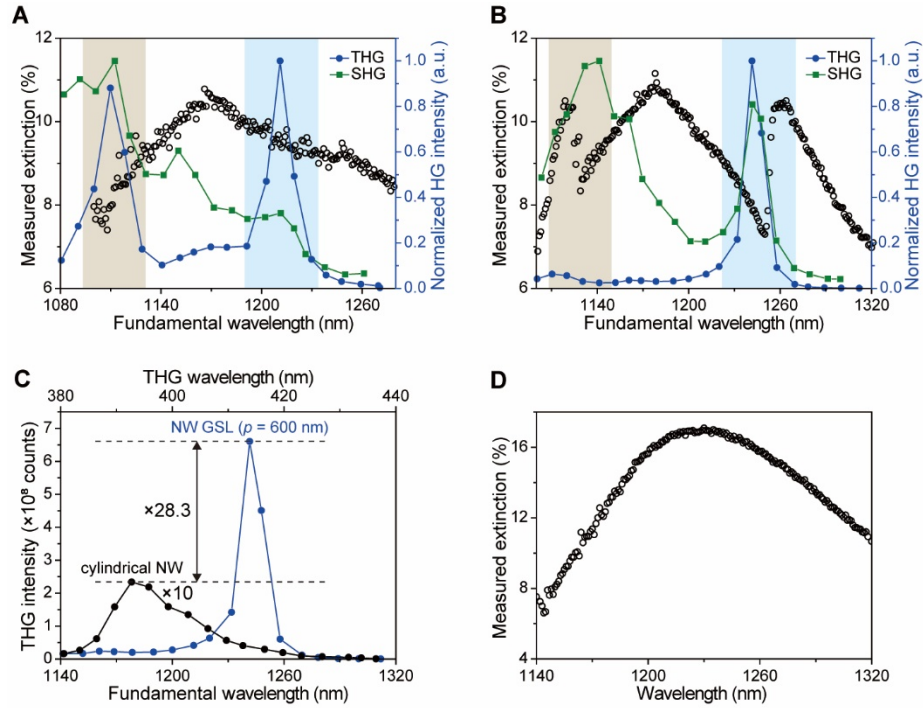 A
B
12
10
8
6
Measured extinction (%)
1080
1140
1200
1260
Fundamental wavelength (nm)
THG
SHG
1.0
0.8
0.6
0.4
0.2
0.0
Normalized HG intensity (a.u.)
12
10
8
6
Measured extinction (%)
1140
1200
1260
1320
Fundamental wavelength (nm)
THG
SHG
1.0
0.8
0.6
0.4
0.2
0.0
Normalized HG intensity (a.u.)
C
THG wavelength (nm)
380
400
420
440
7
6
5
4
3
2
1
0
THG intensity (×10⁸ counts)
NW GSL (p = 600 nm)
×28.3
cylindrical NW
×10
1140
1200
1260
1320
Fundamental wavelength (nm)
D
16
12
8
4
Measured extinction (%)
1140
1200
1260
1320
Wavelength (nm)